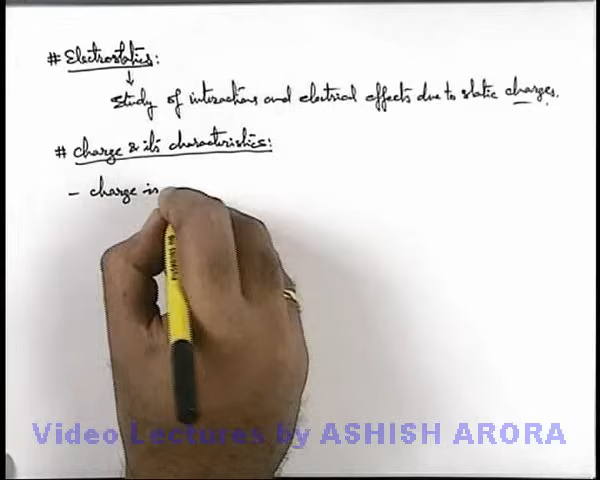 # Electrostatics:
↓
Study of interactions and electrical effects due to static charges.
# Charge & its characteristics:
– charge is
Video Lectures by ASHISH ARORA